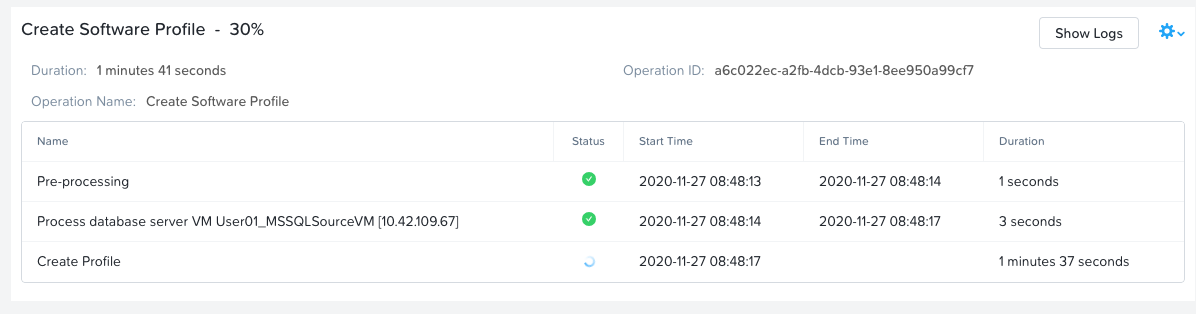 Create Software Profile - 30%
Show Logs
Duration: 1 minutes 41 seconds Operation ID: a6c022ec-a2fb-4dcb-93e1-8ee950a99cf7
Operation Name: Create Software Profile
Name Status Start Time End Time Duration
Pre-processing 2020-11-27 08:48:13 2020-11-27 08:48:14 1 seconds
Process database server VM User01_MSSQLSourceVM [10.42.109.67] 2020-11-27 08:48:14 2020-11-27 08:48:17 3 seconds
Create Profile 2020-11-27 08:48:17 1 minutes 37 seconds